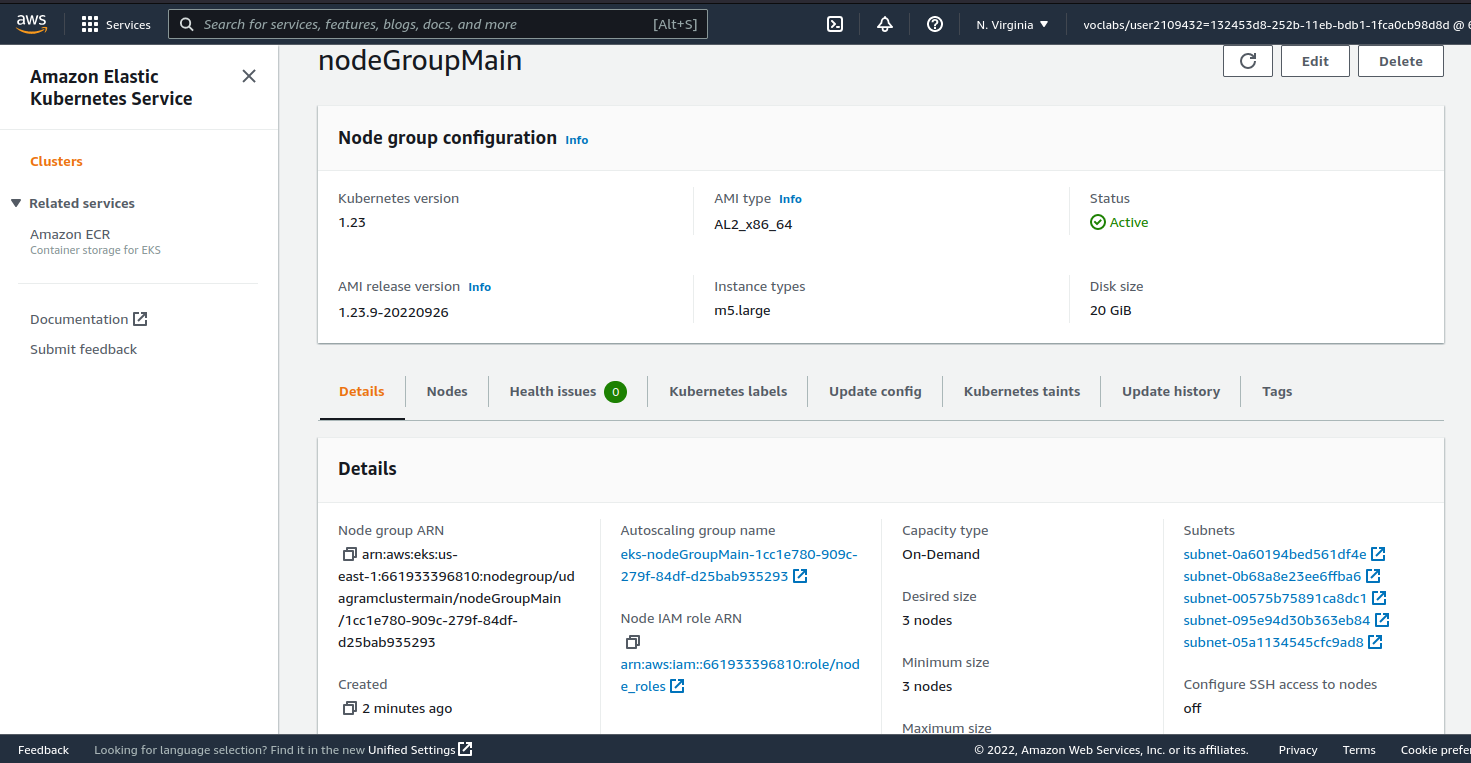 aws
Services
Search for services, features, blogs, docs, and more
[Alt+S]
N. Virginia
voclabs/user2109432=132453d8-252b-11eb-bdb1-1fca0cb98d8d @
Amazon Elastic
Kubernetes Service
Clusters
Related services
Amazon ECR
Container storage for EKS
Documentation
Submit feedback
nodeGroupMain
Edit
Delete
Node group configuration Info
Kubernetes version
1.23
AMI type Info
AL2_x86_64
Status
Active
AMI release version Info
1.23.9-20220926
Instance types
m5.large
Disk size
20 GiB
Details
Nodes
Health issues 0
Kubernetes labels
Update config
Kubernetes taints
Update history
Tags
Details
Node group ARN
arn:aws:eks:us-
east-1:661933396810:nodegroup/ud
agramclustermain/nodeGroupMain
/1cc1e780-909c-279f-84df-
d25bab935293
Created
2 minutes ago
Autoscaling group name
eks-nodeGroupMain-1cc1e780-909c-
279f-84df-d25bab935293
Node IAM role ARN
arn:aws:iam::661933396810:role/nod
e_roles
Capacity type
On-Demand
Desired size
3 nodes
Minimum size
3 nodes
Maximum size
Subnets
subnet-0a60194bed561df4e
subnet-0b68a8e23ee6ffba6
subnet-00575b75891ca8dc1
subnet-095e94d30b363eb84
subnet-05a1134545cfc9ad8
Configure SSH access to nodes
off
Feedback
Looking for language selection? Find it in the new Unified Settings
© 2022, Amazon Web Services, Inc. or its affiliates.
Privacy
Terms
Cookie prefe